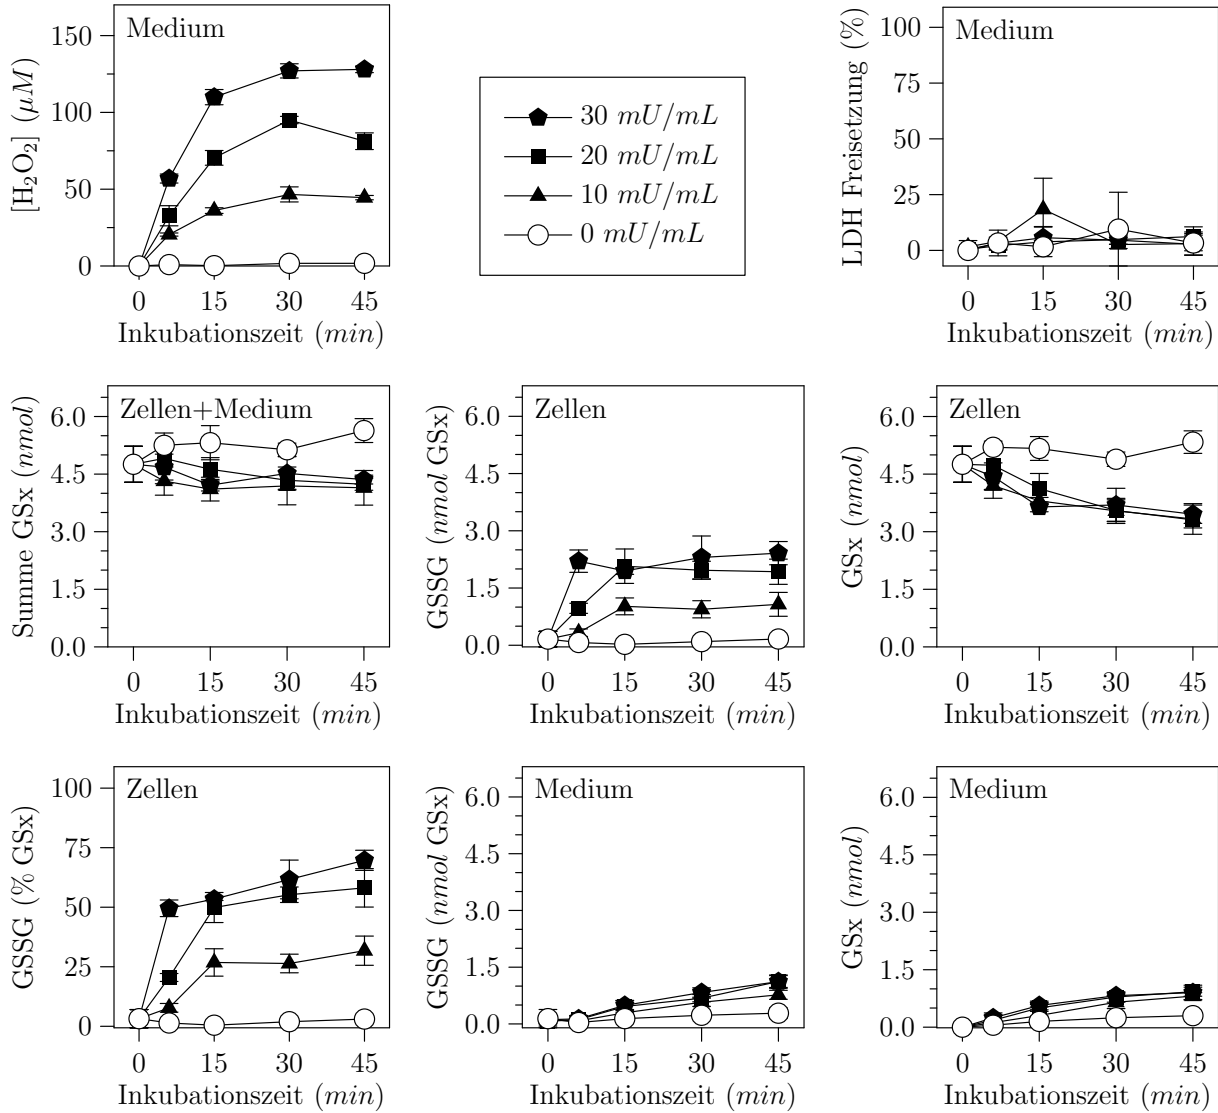 Medium
[H₂O₂] (μM)
150
100
50
0
0 15 30 45
Inkubationszeit (min)
30 mU/mL
20 mU/mL
10 mU/mL
0 mU/mL
Medium
LDH Freisetzung (%)
100
75
50
25
0
0 15 30 45
Inkubationszeit (min)
Zellen+Medium
Summe GSx (nmol)
6.0
4.5
3.0
1.5
0.0
0 15 30 45
Inkubationszeit (min)
Zellen
GSSG (nmol GSx)
6.0
4.5
3.0
1.5
0.0
0 15 30 45
Inkubationszeit (min)
Zellen
GSx (nmol)
6.0
4.5
3.0
1.5
0.0
0 15 30 45
Inkubationszeit (min)
Zellen
GSSG (% GSx)
100
75
50
25
0
0 15 30 45
Inkubationszeit (min)
Medium
GSSG (nmol GSx)
6.0
4.5
3.0
1.5
0.0
0 15 30 45
Inkubationszeit (min)
Medium
GSx (nmol)
6.0
4.5
3.0
1.5
0.0
0 15 30 45
Inkubationszeit (min)